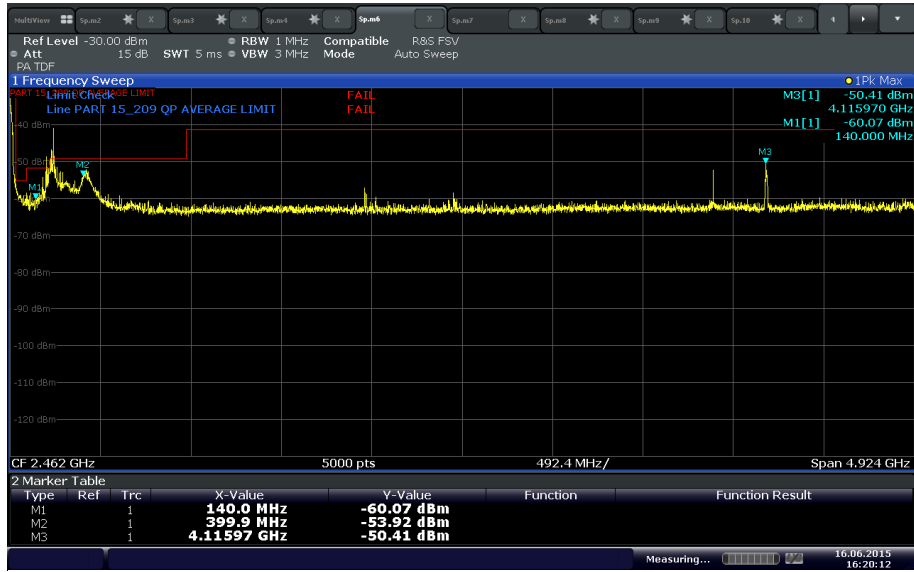 MultiView Sp.m2 X Sp.m3 X Sp.m4 X Sp.m6 X Sp.m7 X Sp.m8 X Sp.m9 X Sp.10 X
Ref Level -30.00 dBm RBW 1 MHz Compatible R&S FSV
Att 15 dB SWT 5 ms VBW 3 MHz Mode Auto Sweep
PA TDF
1 Frequency Sweep 1Pk Max
PART 15_209 QP AVERAGE LIMIT
Limit Check FAIL M3[1] -50.41 dBm
Line PART 15_209 QP AVERAGE LIMIT FAIL 4.115970 GHz
-40 dBm M1[1] -60.07 dBm
140.000 MHz
M3
-50 dBm
M2
M1
-70 dBm
-80 dBm
-90 dBm
-100 dBm
-110 dBm
-120 dBm
CF 2.462 GHz 5000 pts 492.4 MHz/ Span 4.924 GHz
2 Marker Table
Type Ref Trc X-Value Y-Value Function Function Result
M1 1 140.0 MHz -60.07 dBm
M2 1 399.9 MHz -53.92 dBm
M3 1 4.11597 GHz -50.41 dBm
Measuring... 16.06.2015
16:20:12